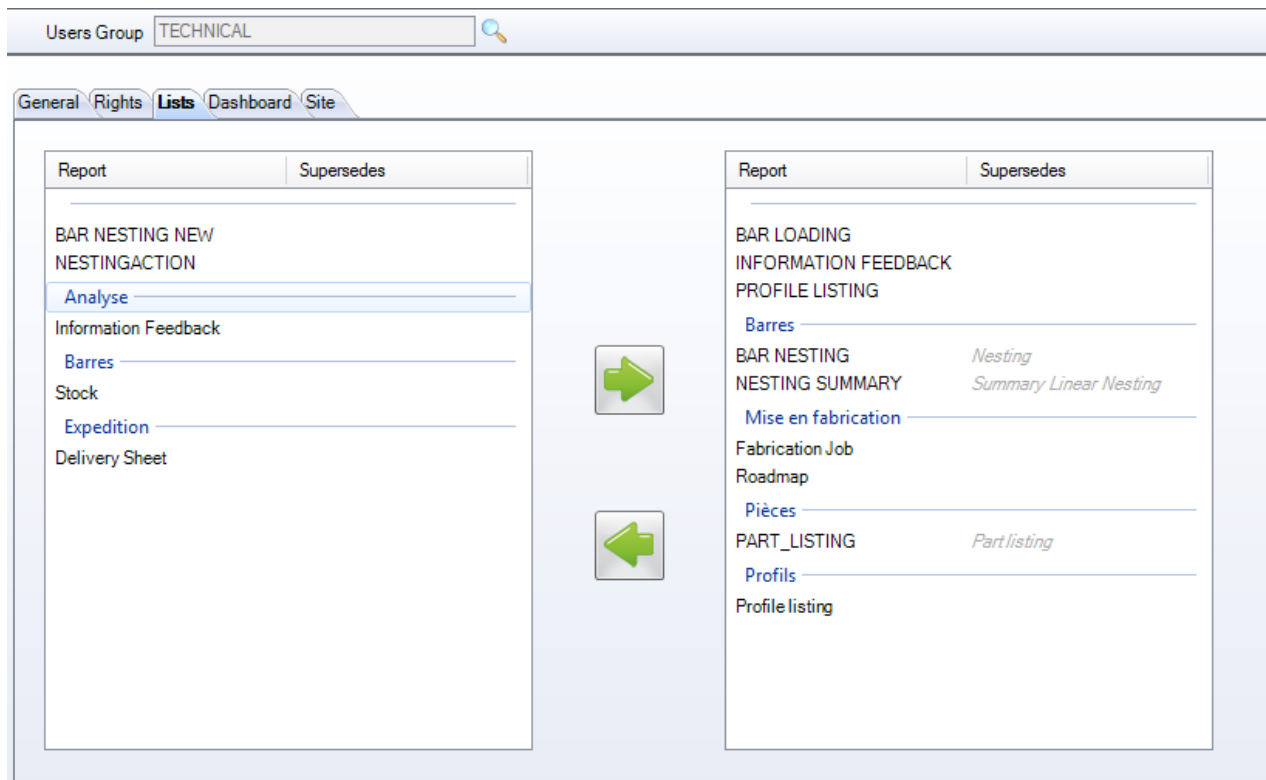 Users Group TECHNICAL
General Rights Lists Dashboard Site
Report Supersedes
BAR NESTING NEW
NESTINGACTION
Analyse
Information Feedback
Barres
Stock
Expedition
Delivery Sheet
Report Supersedes
BAR LOADING
INFORMATION FEEDBACK
PROFILE LISTING
Barres
BAR NESTING Nesting
NESTING SUMMARY Summary Linear Nesting
Mise en fabrication
Fabrication Job
Roadmap
Pièces
PART_LISTING Part listing
Profils
Profile listing